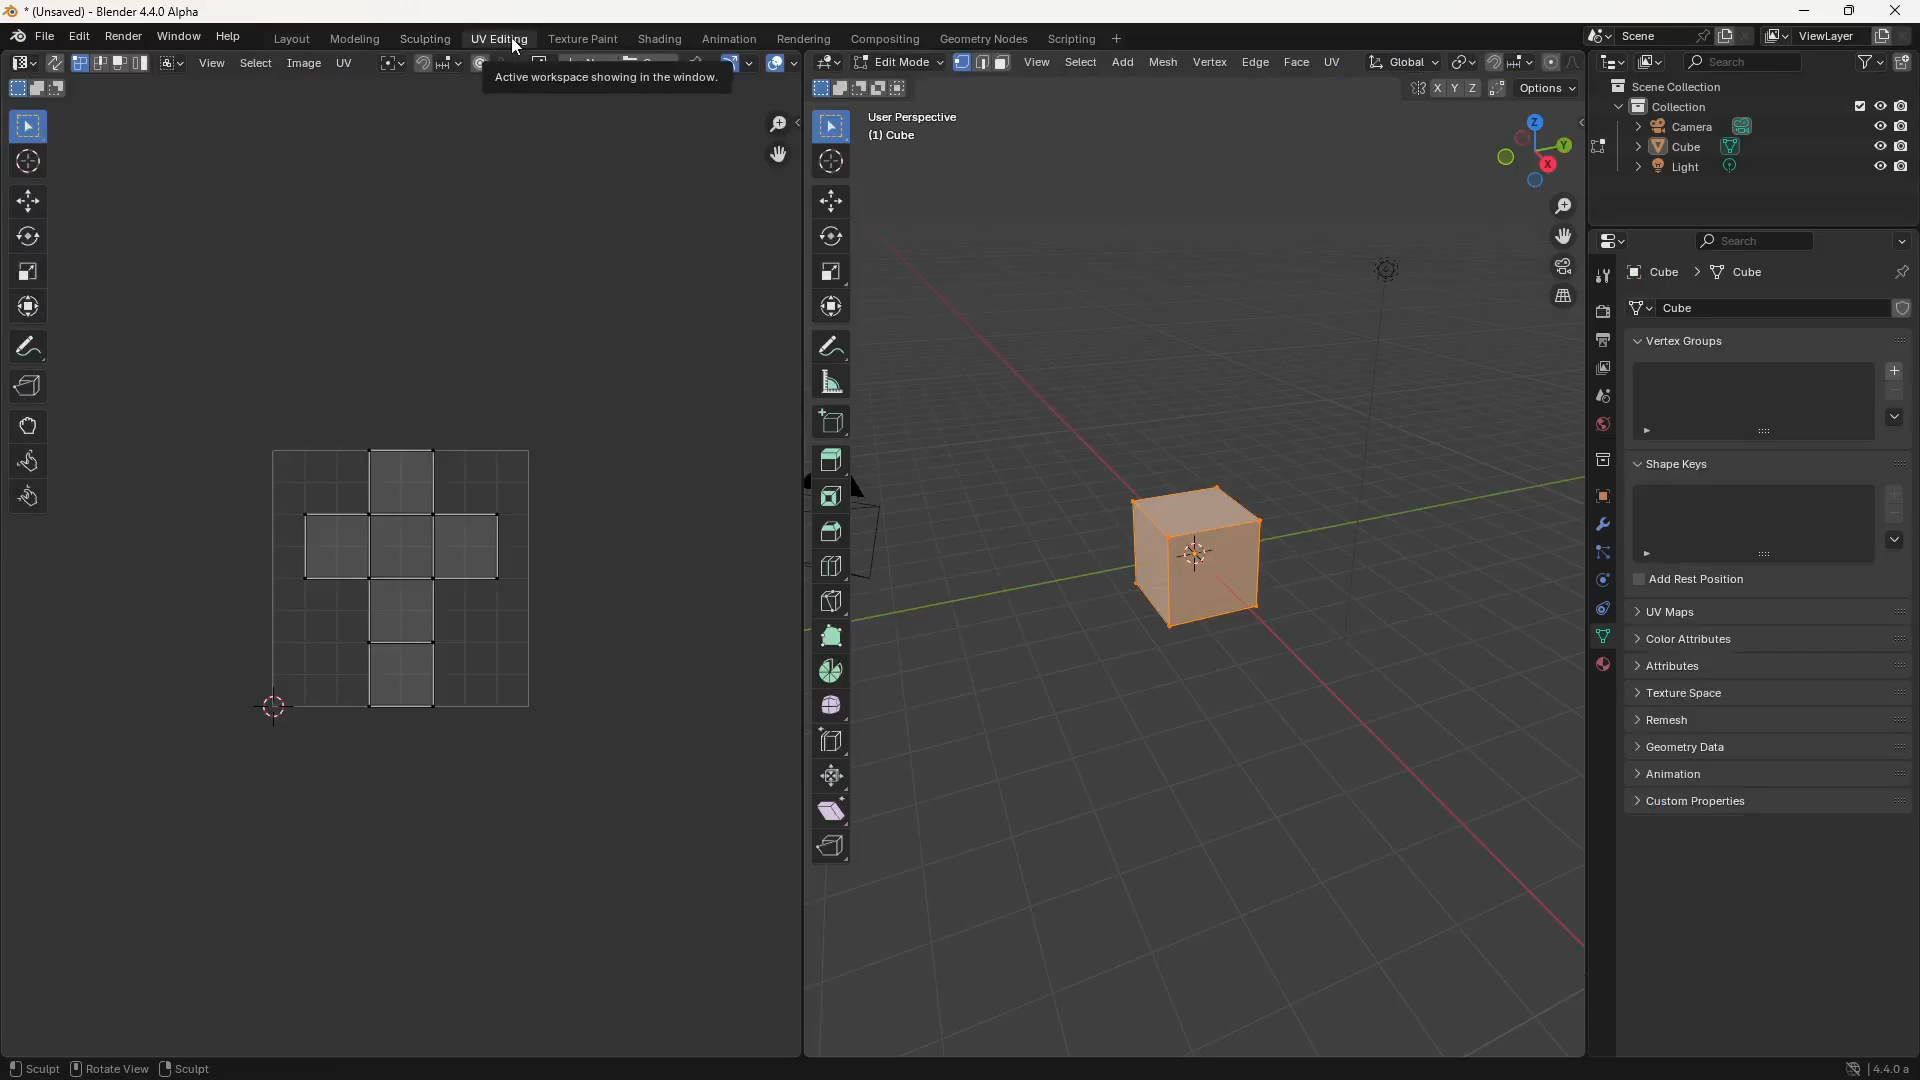 * (Unsaved) - Blender 4.4.0 Alpha
File Edit Render Window Help Layout Modeling Sculpting UV Editing Texture Paint Shading Animation Rendering Compositing Geometry Nodes Scripting + Scene ViewLayer
View Select Image UV
Active workspace showing in the window.
Edit Mode View Select Add Mesh Vertex Edge Face UV Global
X Y Z Options
User Perspective
(1) Cube
Z
Y
X
Search
Scene Collection
Collection
Camera
Cube
Light
Search
Cube > Cube
Cube
Vertex Groups
Shape Keys
Add Rest Position
UV Maps
Color Attributes
Attributes
Texture Space
Remesh
Geometry Data
Animation
Custom Properties
Sculpt Rotate View Sculpt 4.4.0 a